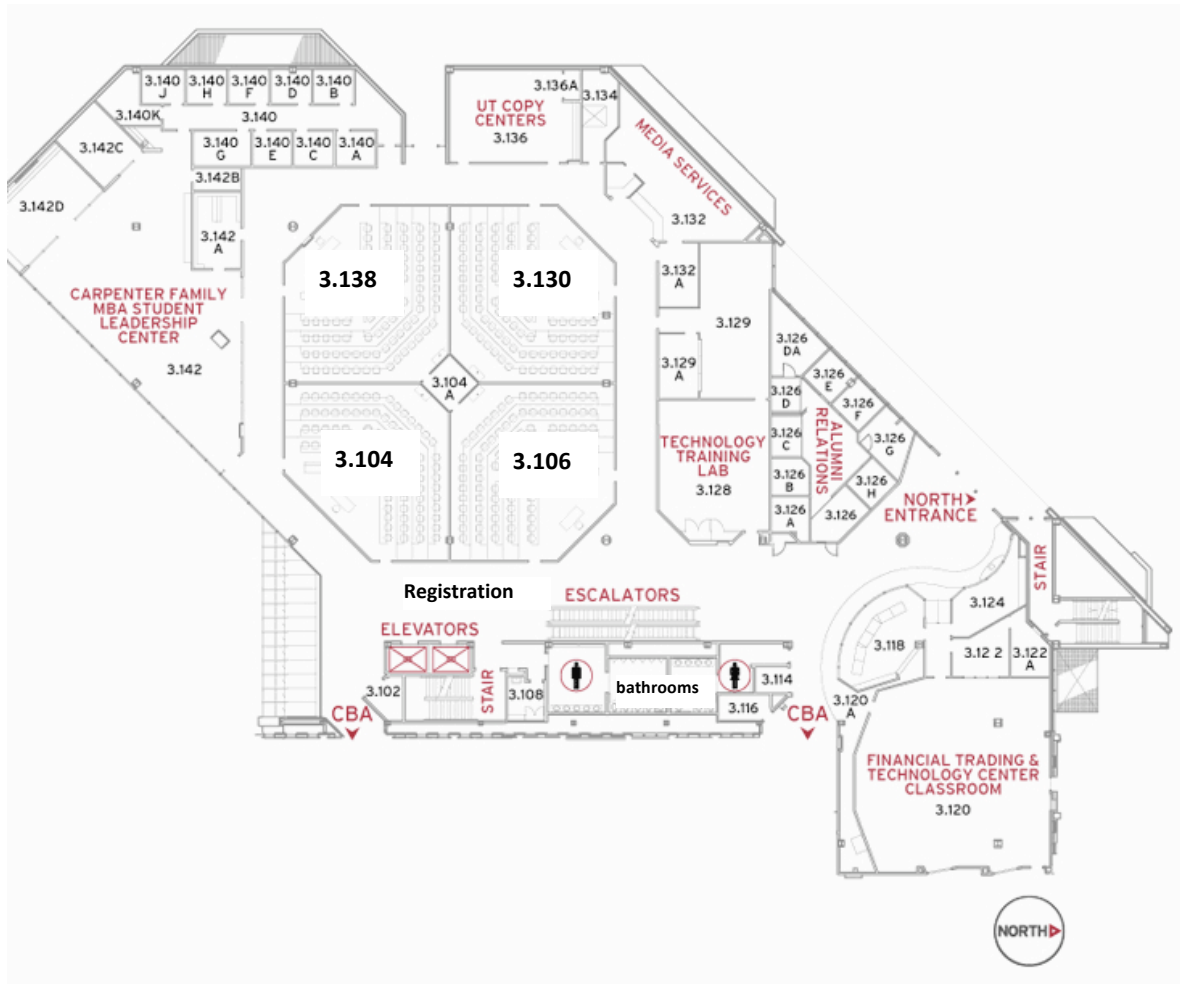 3.140
J
3.140
H
3.140
F
3.140
D
3.140
B
3.140K
3.140
3.142C
3.140
G
3.140
E
3.140
C
3.140
A
3.142B
3.142D
3.142
A
UT COPY
CENTERS
3.136
3.136A
3.134
MEDIA SERVICES
3.132
3.132
A
3.138
3.130
CARPENTER FAMILY
MBA STUDENT
LEADERSHIP
CENTER
3.142
3.129
3.129
A
3.104
A
3.126
DA
3.126
E
3.126
D
3.126
F
3.126
C
3.126
G
3.126
B
3.126
H
3.126
A
3.126
ALUMNI
RELATIONS
3.104
3.106
TECHNOLOGY
TRAINING
LAB
3.128
NORTH
ENTRANCE
STAIR
Registration
ESCALATORS
ELEVATORS
3.124
3.118
3.12 2
3.122
A
3.102
STAIR
3.108
bathrooms
3.114
3.116
3.120
A
CBA
CBA
FINANCIAL TRADING &
TECHNOLOGY CENTER
CLASSROOM
3.120
NORTH